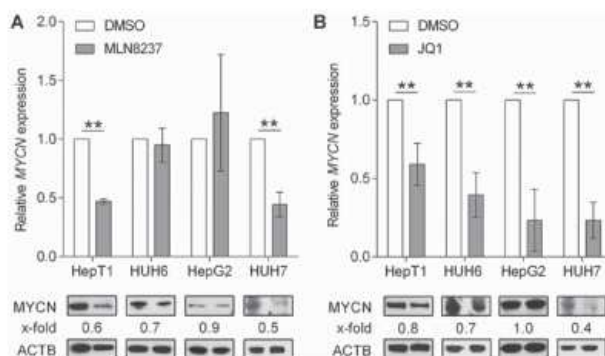 A
DMSO
MLN8237
Relative MYCN expression
2.0
1.5
1.0
0.5
0.0
**
**
HepT1 HUH6 HepG2 HUH7
MYCN
x-fold 0.6 0.7 0.9 0.5
ACTB
B
DMSO
JQ1
Relative MYCN expression
1.5
1.0
0.5
0.0
** ** ** **
HepT1 HUH6 HepG2 HUH7
MYCN
x-fold 0.8 0.7 1.0 0.4
ACTB